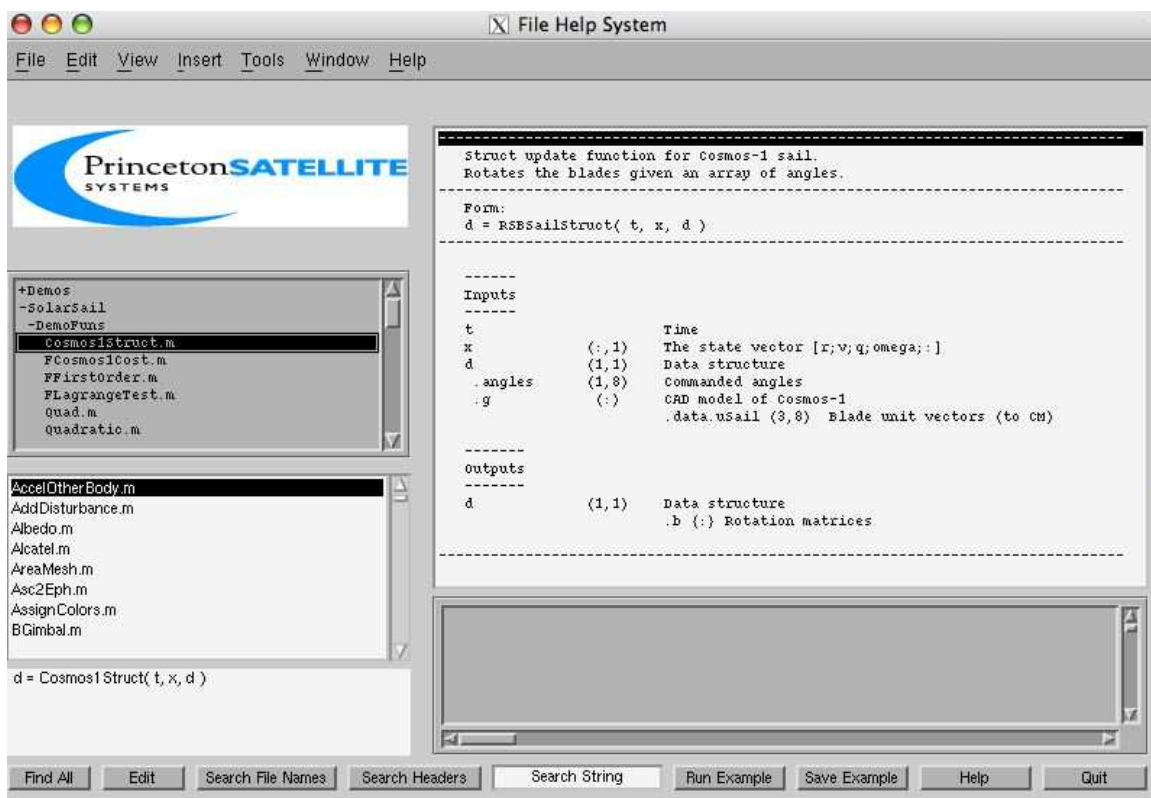 X File Help System
File Edit View Insert Tools Window Help
PrincetonSATELLITE
SYSTEMS
+Demos
-SolarSail
-DemoFuns
Cosmos1Struct.m
FCosmos1Cost.m
FFirstOrder.m
FLagrangeTest.m
Quad.m
Quadratic.m
AccelOtherBody.m
AddDisturbance.m
Albedo.m
Alcatel.m
AreaMesh.m
Asc2Eph.m
AssignColors.m
BGimbal.m
d = Cosmos1Struct( t, x, d )
--------------------------------------------------------------------------------
Struct update function for Cosmos-1 sail.
Rotates the blades given an array of angles.
--------------------------------------------------------------------------------
Form:
d = RSBSailStruct( t, x, d )
--------------------------------------------------------------------------------
------
Inputs
------
t Time
x (:,1) The state vector [r;v;q;omega;:]
d (1,1) Data structure
.angles (1,8) Commanded angles
.g (:) CAD model of Cosmos-1
.data.uSail (3,8) Blade unit vectors (to CM)
-------
Outputs
-------
d (1,1) Data structure
.b {:} Rotation matrices
--------------------------------------------------------------------------------
Find All Edit Search File Names Search Headers Search String Run Example Save Example Help Quit